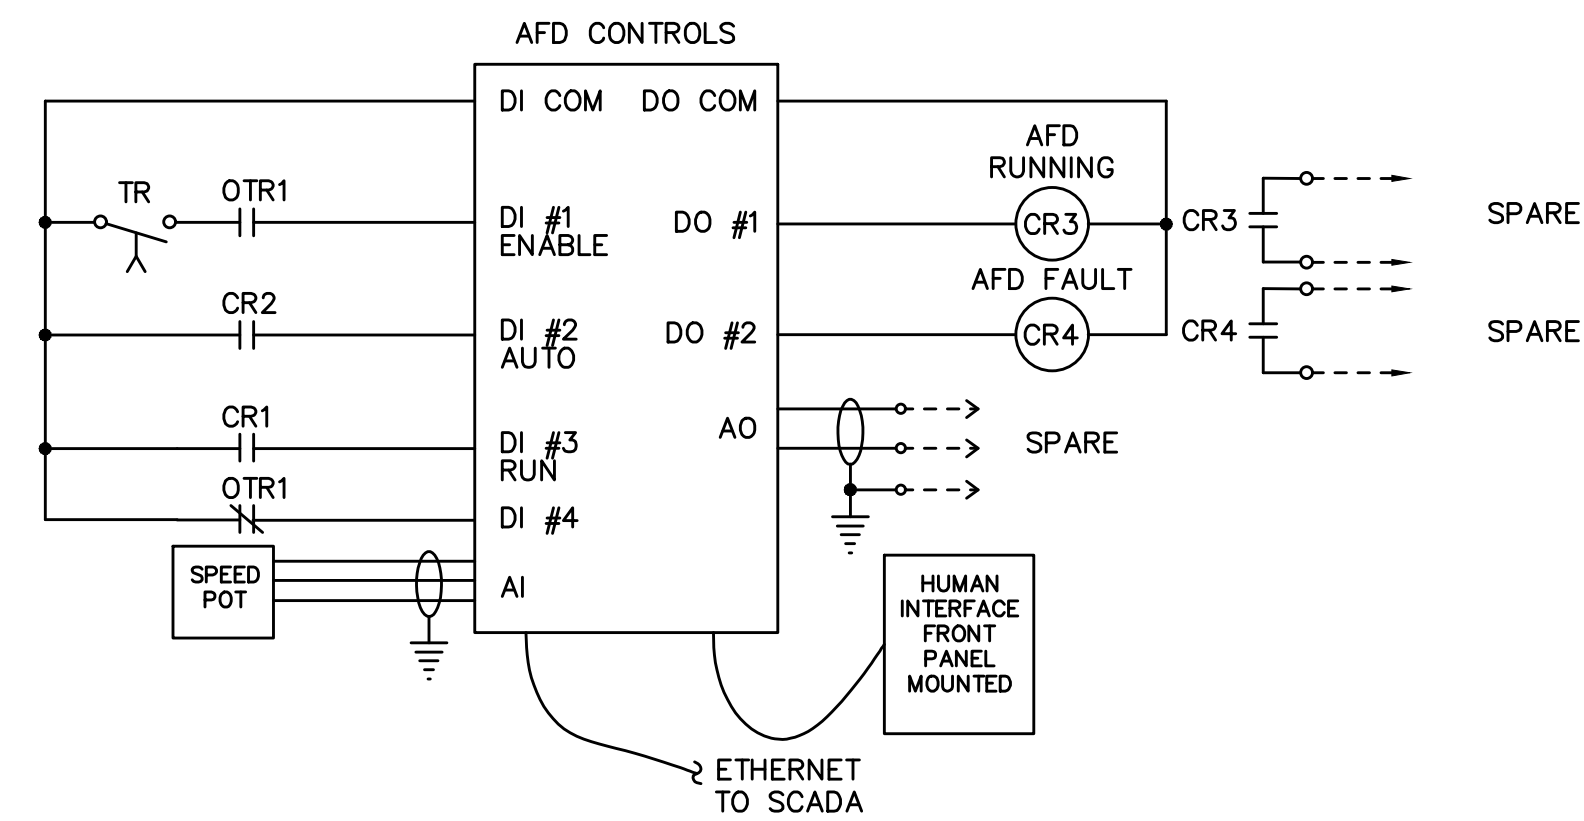 AFD CONTROLS
DI COM
DO COM
TR
OTR1
DI #1
ENABLE
CR2
DI #2
AUTO
CR1
DI #3
RUN
OTR1
DI #4
SPEED
POT
AI
AFD
RUNNING
DO #1
CR3
CR3
SPARE
AFD FAULT
DO #2
CR4
CR4
SPARE
AO
SPARE
HUMAN
INTERFACE
FRONT
PANEL
MOUNTED
ETHERNET
TO SCADA